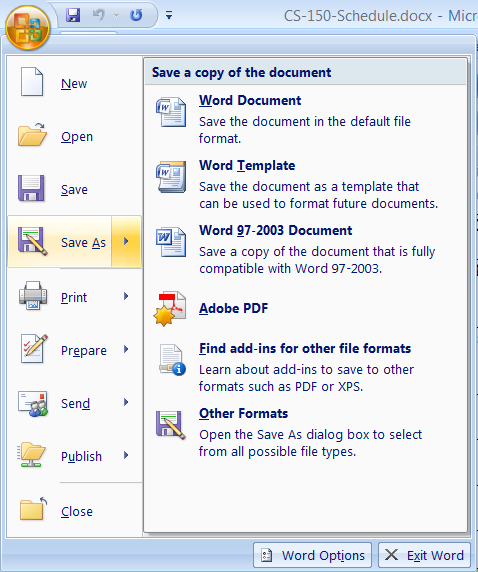 CS-150-Schedule.docx - Micr
New
Open
Save
Save As
Print
Prepare
Send
Publish
Close
Save a copy of the document
Word Document
Save the document in the default file
format.
Word Template
Save the document as a template that
can be used to format future documents.
Word 97-2003 Document
Save a copy of the document that is fully
compatible with Word 97-2003.
Adobe PDF
Find add-ins for other file formats
Learn about add-ins to save to other
formats such as PDF or XPS.
Other Formats
Open the Save As dialog box to select
from all possible file types.
Word Options
Exit Word